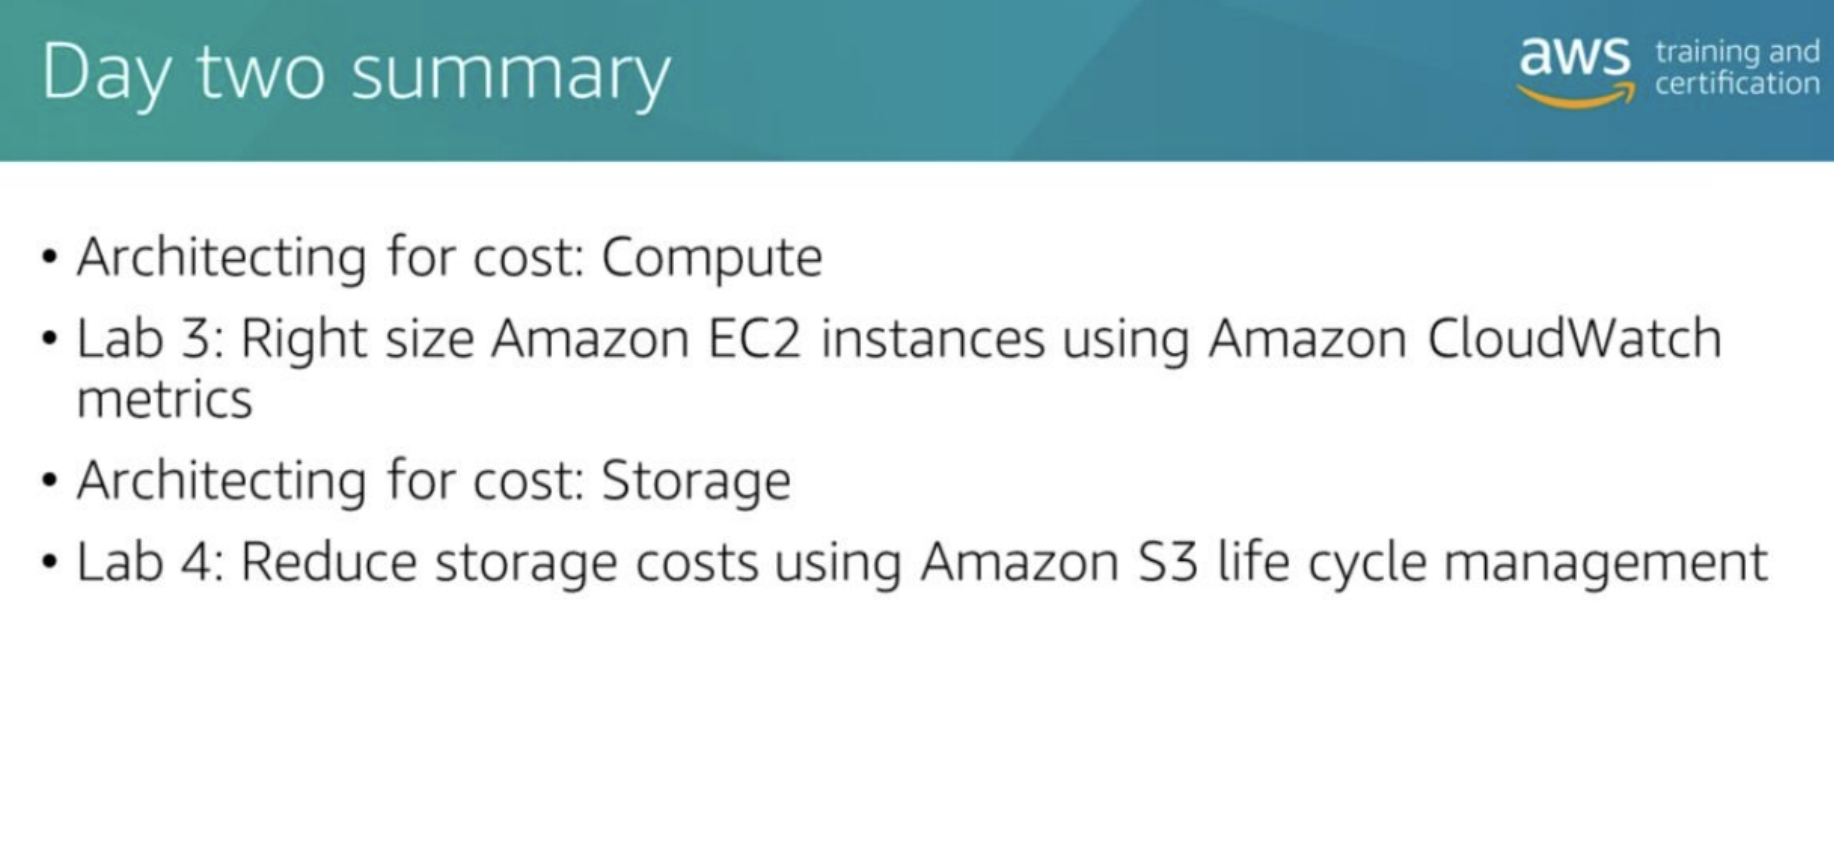 Day two summary
aws training and
certification
• Architecting for cost: Compute
• Lab 3: Right size Amazon EC2 instances using Amazon CloudWatch
metrics
• Architecting for cost: Storage
• Lab 4: Reduce storage costs using Amazon S3 life cycle management